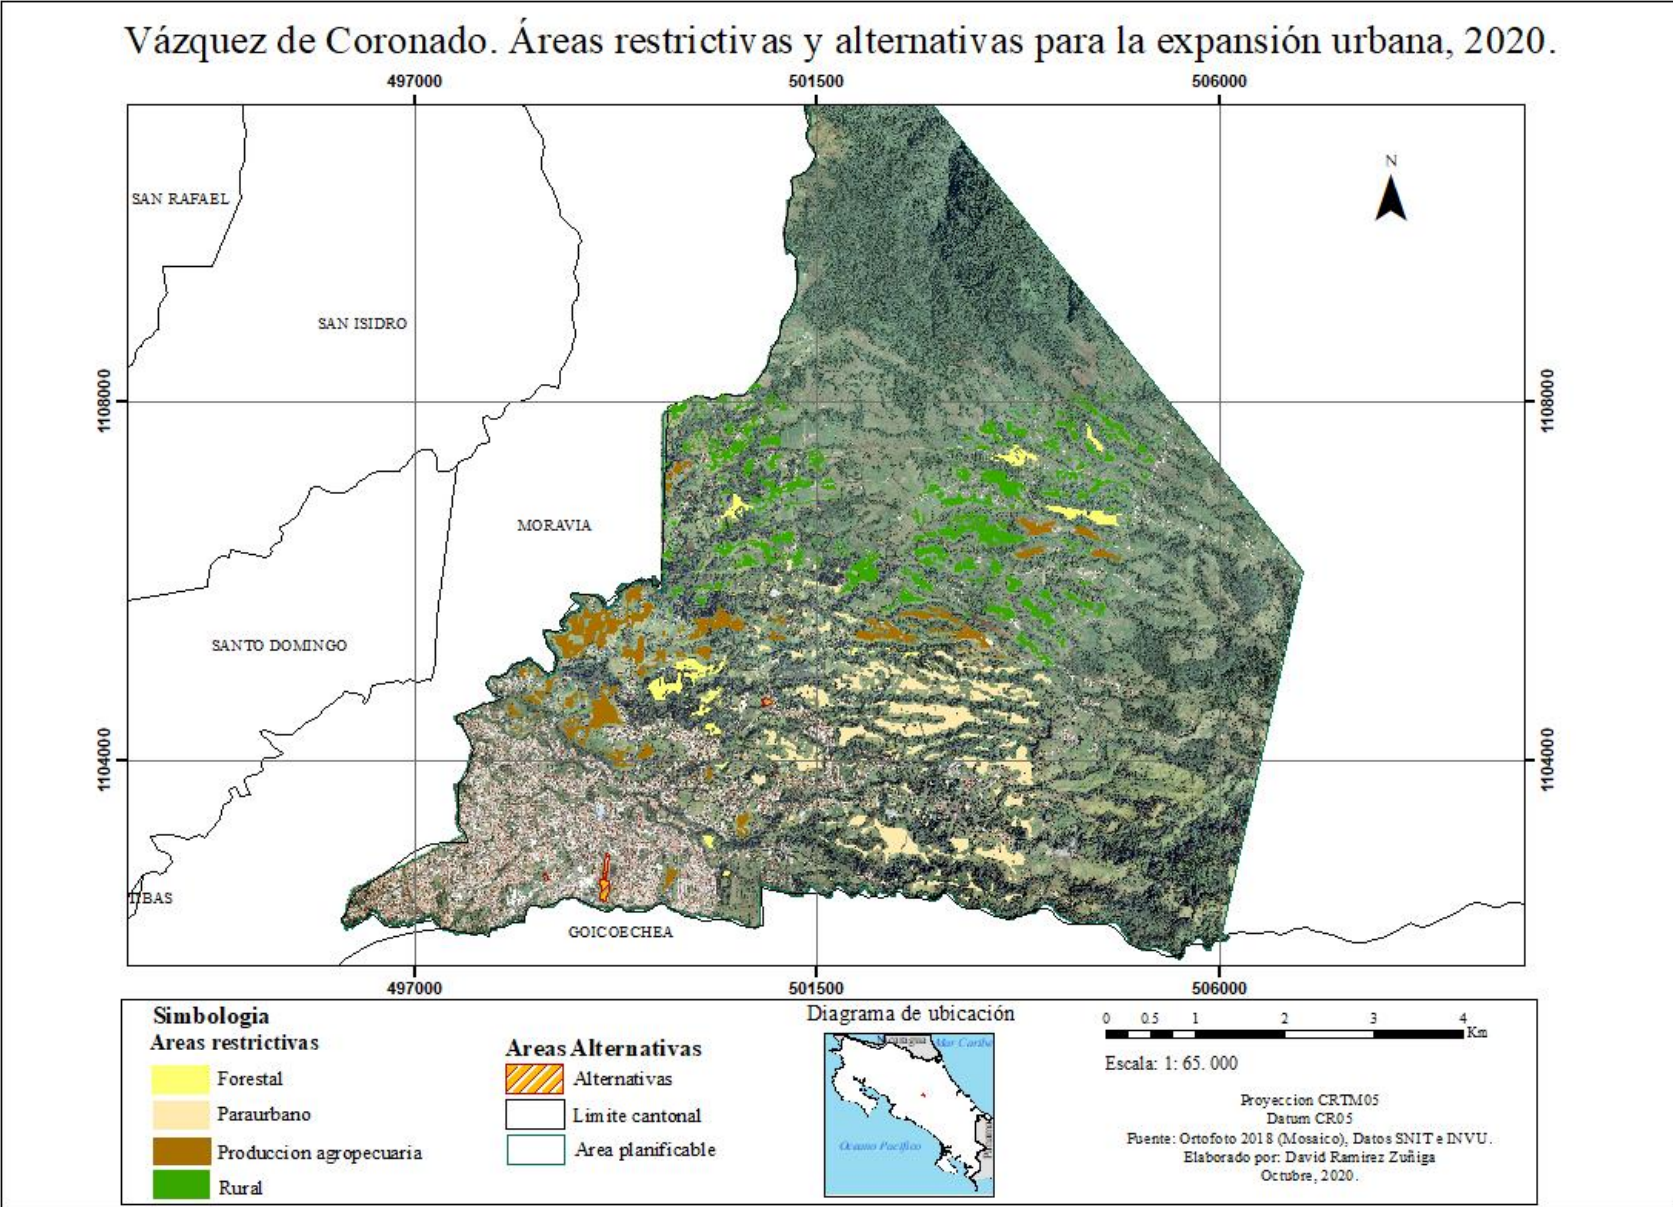 Vázquez de Coronado. Áreas restrictivas y alternativas para la expansión urbana, 2020.
497000 501500 506000
SAN RAFAEL
N
SAN ISIDRO
1108000
1108000
MORAVIA
SANTO DOMINGO
1104000
1104000
TIBAS
GOICOECHEA
497000 501500 506000
Simbologia
Areas restrictivas
Forestal
Paraurbano
Produccion agropecuaria
Rural
Areas Alternativas
Alternativas
Limite cantonal
Area planificable
Diagrama de ubicación
Nicaragua
Mar Caribe
Oceano Pacífico
Panamá
0 0.5 1 2 3 4
Km
Escala: 1: 65. 000
Proyeccion CRTM05
Datum CR05
Fuente: Ortofoto 2018 (Mosaico), Datos SNIT e INVU.
Elaborado por: David Ramirez Zuñiga
Octubre, 2020.